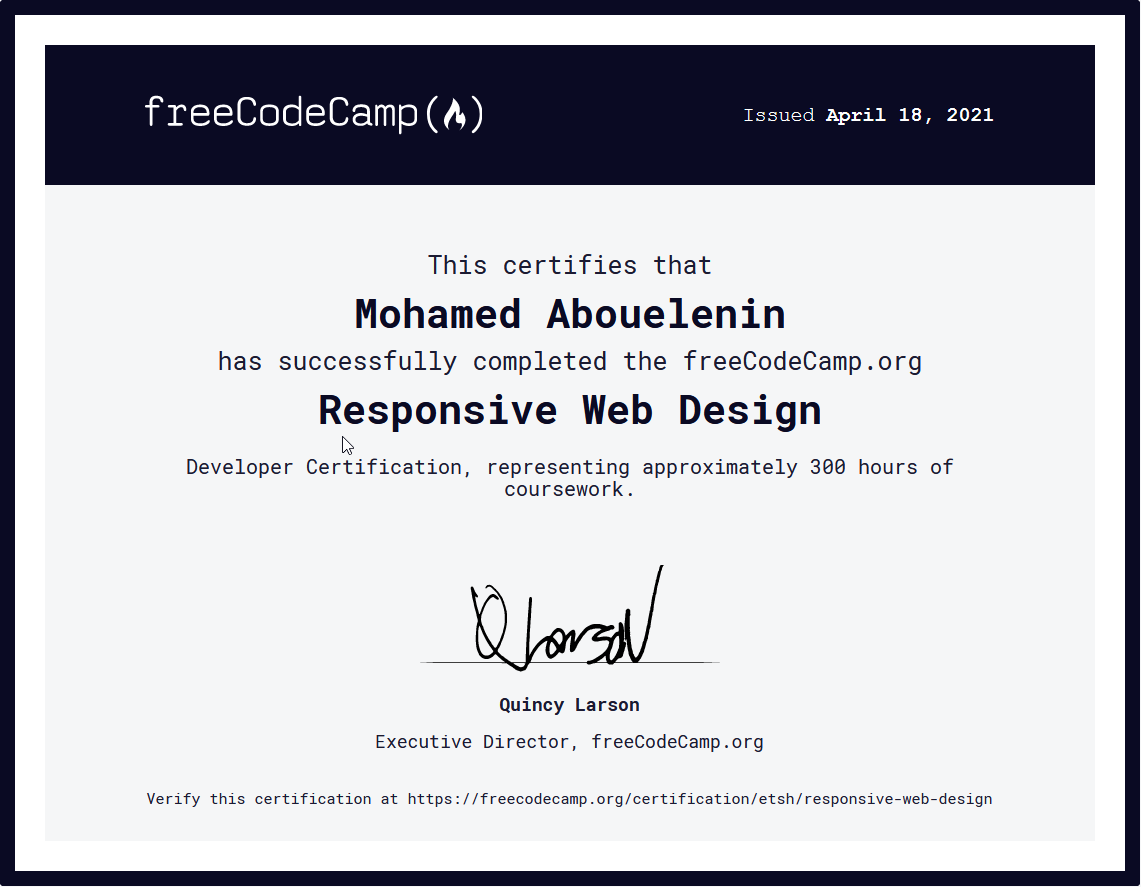 freeCodeCamp
Issued April 18, 2021
This certifies that
Mohamed Abouelenin
has successfully completed the freeCodeCamp.org
Responsive Web Design
Developer Certification, representing approximately 300 hours of
coursework.
Q Larson
Quincy Larson
Executive Director, freeCodeCamp.org
Verify this certification at https://freecodecamp.org/certification/etsh/responsive-web-design